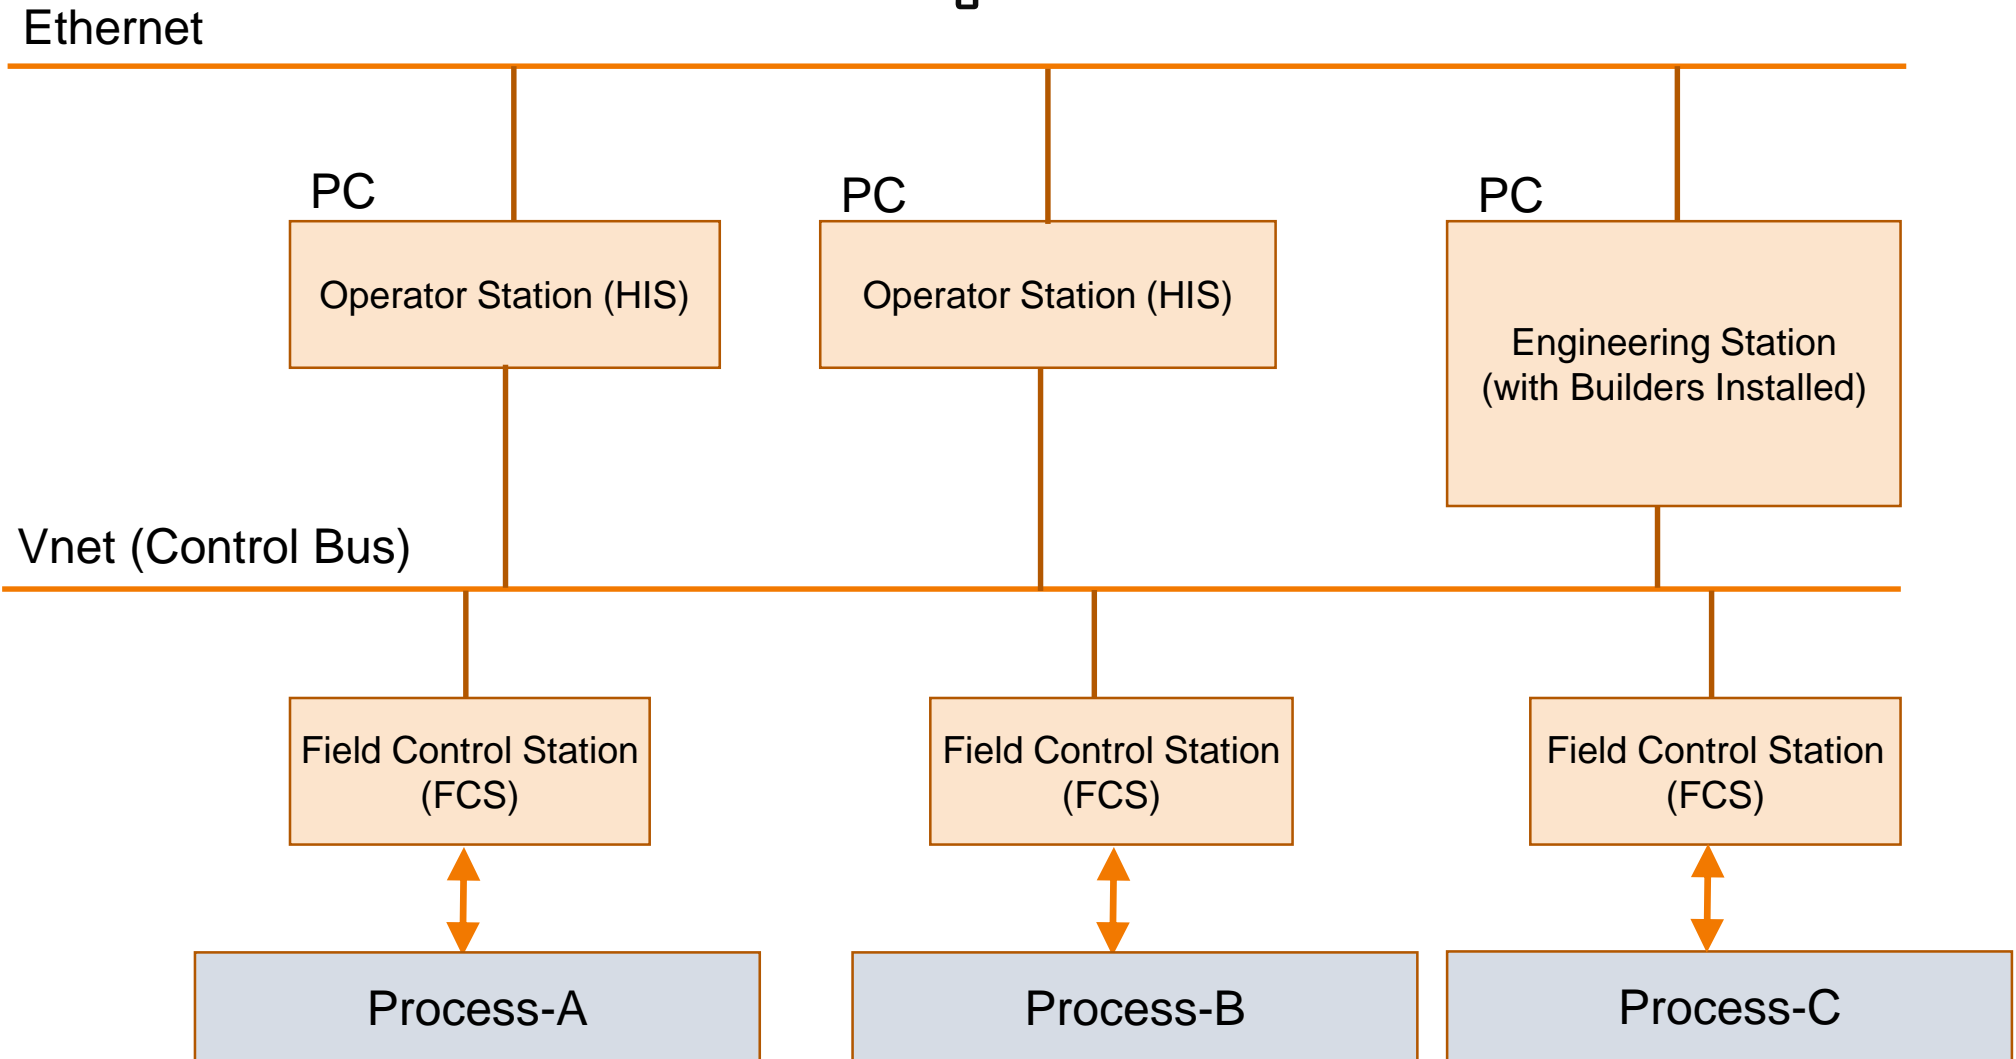 Ethernet
PC
PC
PC
Operator Station (HIS)
Operator Station (HIS)
Engineering Station
(with Builders Installed)
Vnet (Control Bus)
Field Control Station
(FCS)
Field Control Station
(FCS)
Field Control Station
(FCS)
Process-A
Process-B
Process-C